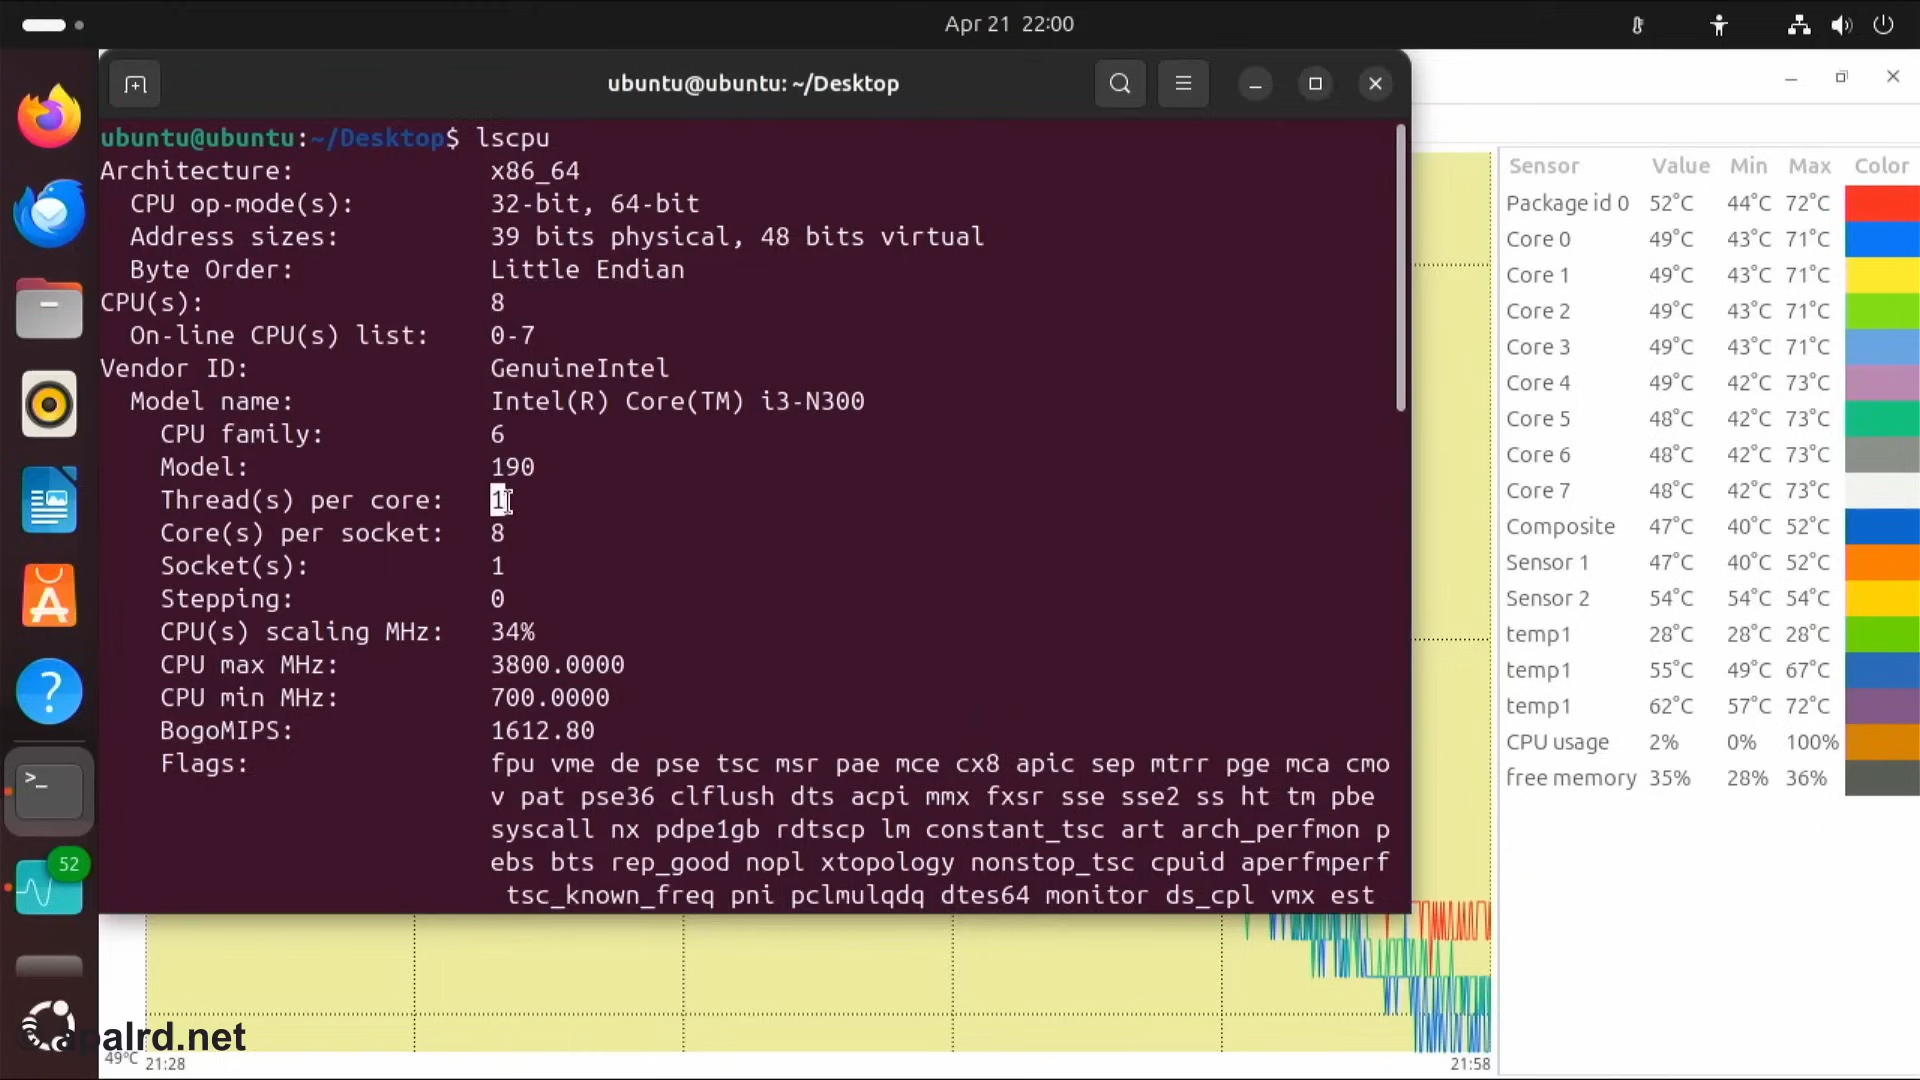 Apr 21 22:00
ubuntu@ubuntu: ~/Desktop
ubuntu@ubuntu:~/Desktop$ lscpu
Architecture: x86_64
CPU op-mode(s): 32-bit, 64-bit
Address sizes: 39 bits physical, 48 bits virtual
Byte Order: Little Endian
CPU(s): 8
On-line CPU(s) list: 0-7
Vendor ID: GenuineIntel
Model name: Intel(R) Core(TM) i3-N300
CPU family: 6
Model: 190
Thread(s) per core: 1
Core(s) per socket: 8
Socket(s): 1
Stepping: 0
CPU(s) scaling MHz: 34%
CPU max MHz: 3800.0000
CPU min MHz: 700.0000
BogoMIPS: 1612.80
Flags: fpu vme de pse tsc msr pae mce cx8 apic sep mtrr pge mca cmo
v pat pse36 clflush dts acpi mmx fxsr sse sse2 ss ht tm pbe
syscall nx pdpe1gb rdtscp lm constant_tsc art arch_perfmon p
ebs bts rep_good nopl xtopology nonstop_tsc cpuid aperfmperf
tsc_known_freq pni pclmulqdq dtes64 monitor ds_cpl vmx est
Sensor Value Min Max Color
Package id 0 52°C 44°C 72°C
Core 0 49°C 43°C 71°C
Core 1 49°C 43°C 71°C
Core 2 49°C 43°C 71°C
Core 3 49°C 43°C 71°C
Core 4 49°C 42°C 73°C
Core 5 48°C 42°C 73°C
Core 6 48°C 42°C 73°C
Core 7 48°C 42°C 73°C
Composite 47°C 40°C 52°C
Sensor 1 47°C 40°C 52°C
Sensor 2 54°C 54°C 54°C
temp1 28°C 28°C 28°C
temp1 55°C 49°C 67°C
temp1 62°C 57°C 72°C
CPU usage 2% 0% 100%
free memory 35% 28% 36%
52
© apalrd.net
49°C
21:28
21:58